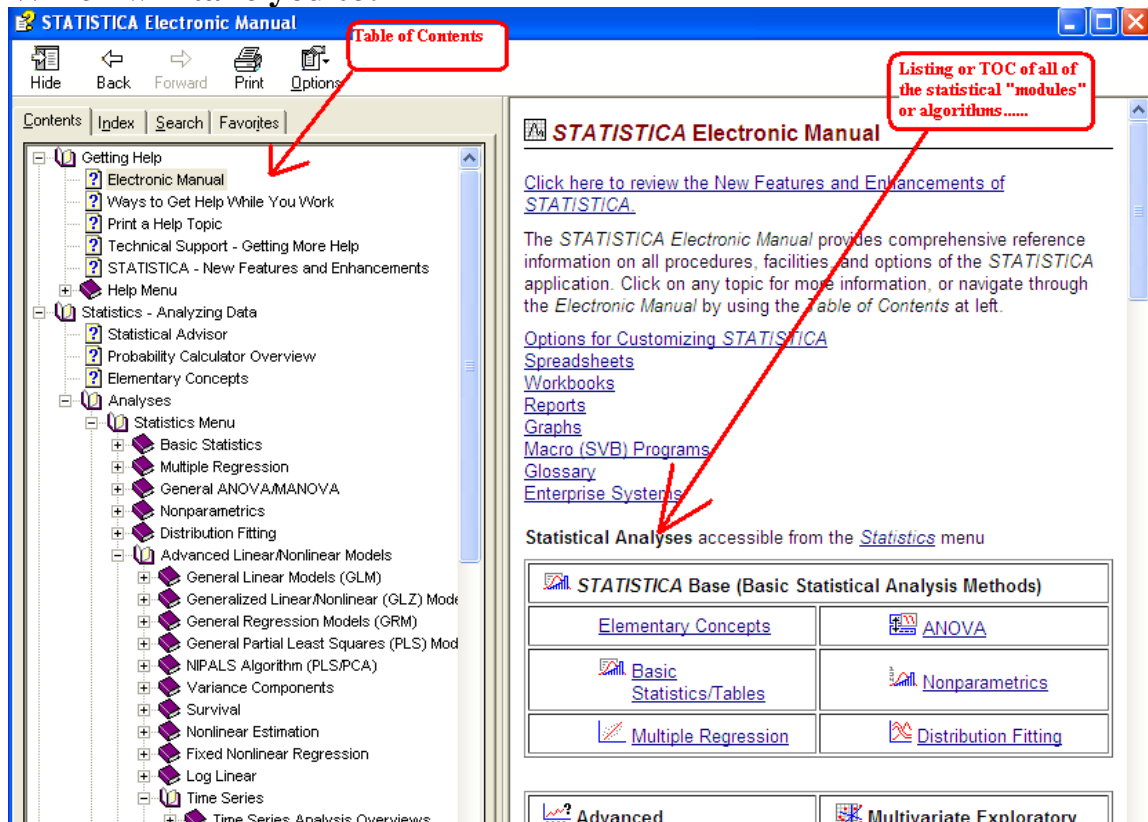 STATISTICA Electronic Manual
Table of Contents
Hide Back Forward Print Options
Listing or TOC of all of
the statistical "modules"
or algorithms......
Contents Index Search Favorites
Getting Help
Electronic Manual
Ways to Get Help While You Work
Print a Help Topic
Technical Support - Getting More Help
STATISTICA - New Features and Enhancements
Help Menu
Statistics - Analyzing Data
Statistical Advisor
Probability Calculator Overview
Elementary Concepts
Analyses
Statistics Menu
Basic Statistics
Multiple Regression
General ANOVA/MANOVA
Nonparametrics
Distribution Fitting
Advanced Linear/Nonlinear Models
General Linear Models (GLM)
Generalized Linear/Nonlinear (GLZ) Mode
General Regression Models (GRM)
General Partial Least Squares (PLS) Mod
NIPALS Algorithm (PLS/PCA)
Variance Components
Survival
Nonlinear Estimation
Fixed Nonlinear Regression
Log Linear
Time Series
Time Series Analysis Overviews
STATISTICA Electronic Manual
Click here to review the New Features and Enhancements of
STATISTICA.
The STATISTICA Electronic Manual provides comprehensive reference
information on all procedures, facilities, and options of the STATISTICA
application. Click on any topic for more information, or navigate through
the Electronic Manual by using the Table of Contents at left.
Options for Customizing STATISTICA
Spreadsheets
Workbooks
Reports
Graphs
Macro (SVB) Programs
Glossary
Enterprise Systems
Statistical Analyses accessible from the Statistics menu
STATISTICA Base (Basic Statistical Analysis Methods)
Elementary Concepts ANOVA
Basic
Statistics/Tables Nonparametrics
Multiple Regression Distribution Fitting
Advanced Multivariate Exploratory